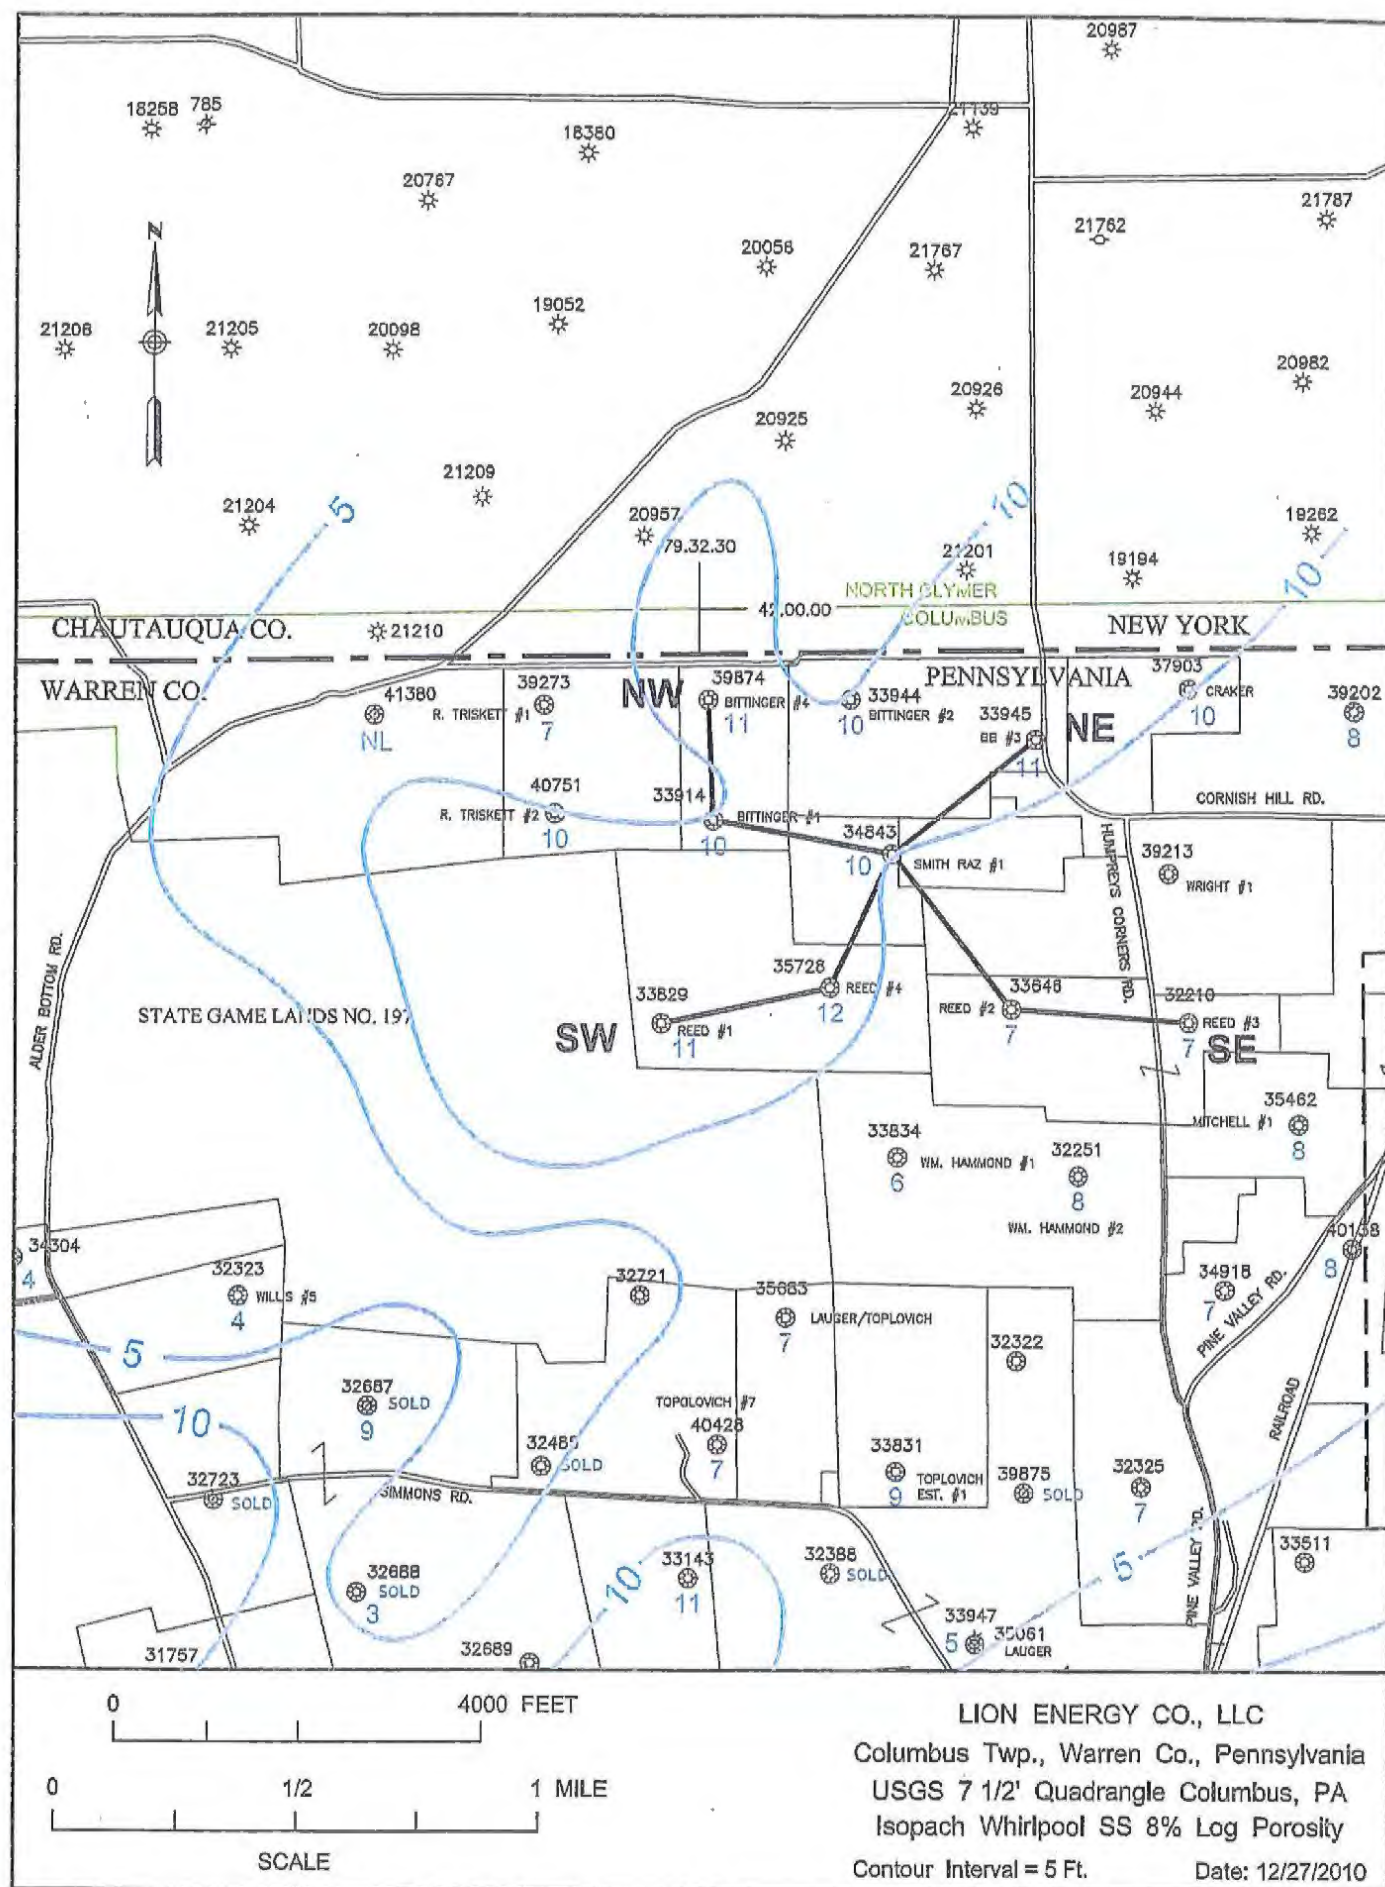 20987
18268 785
21139
18380
20767
21787
21762
20056
21767
N
19052
21206
21205
20098
20982
20926
20944
20925
21209
5
21204
10
20957
19262
79.32.30
21201
19194
10
NORTH CLYMER
42.00.00
COLUMBUS
CHAUTAUQUA CO.
21210
NEW YORK
WARREN CO.
PENNSYLVANIA
NW
39874
BITTINGER #4
11
37903
CRAKER
10
41380
NL
39273
R. TRISKETT #1
7
33944
BITTINGER #2
10
39202
8
33945
BB #3
11
NE
40751
R. TRISKETT #2
10
33914
BITTINGER #1
10
CORNISH HILL RD.
34843
10
SMITH RAZ #1
HUMPREYS CORNERS RD.
39213
WRIGHT #1
ALDER BOTTOM RD.
35728
REED #4
12
STATE GAME LANDS NO. 197
33829
REED #1
11
SW
33646
REED #2
7
32210
REED #3
7
SE
35462
MITCHELL #1
8
33834
WM. HAMMOND #1
6
32251
8
WM. HAMMOND #2
34304
4
40158
8
32323
WILLIS #5
4
32721
35683
LAUGER/TOPLOVICH
7
34918
7
PINE VALLEY RD.
5
32322
RAILROAD
32687
SOLD
9
TOPOLOVICH #7
40428
7
10
32485
SOLD
33831
TOPLOVICH
EST. #1
9
39875
SOLD
32325
7
32723
SOLD
SIMMONS RD.
PINE VALLEY RD.
33511
32688
SOLD
3
10
33143
11
32388
SOLD
5
33947
5
35061
LAUGER
31757
32689
0 4000 FEET
0 1/2 1 MILE
SCALE
LION ENERGY CO., LLC
Columbus Twp., Warren Co., Pennsylvania
USGS 7 1/2' Quadrangle Columbus, PA
Isopach Whirlpool SS 8% Log Porosity
Contour Interval = 5 Ft. Date: 12/27/2010